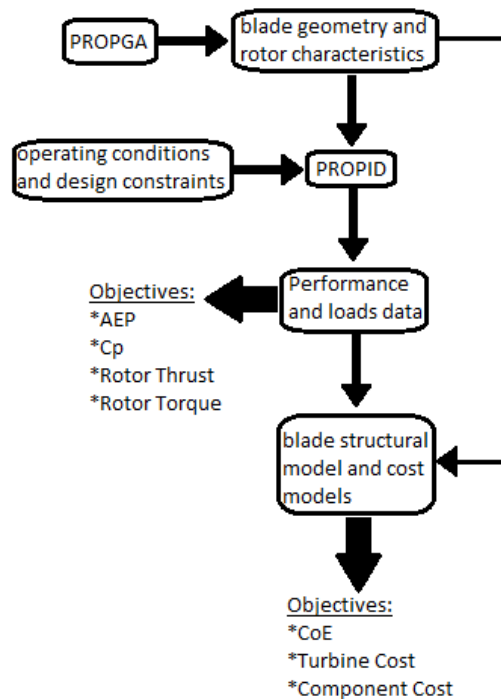 PROPGA
blade geometry and
rotor characteristics
operating conditions
and design constraints
PROPID
Performance
and loads data
Objectives:
*AEP
*Cp
*Rotor Thrust
*Rotor Torque
blade structural
model and cost
models
Objectives:
*CoE
*Turbine Cost
*Component Cost